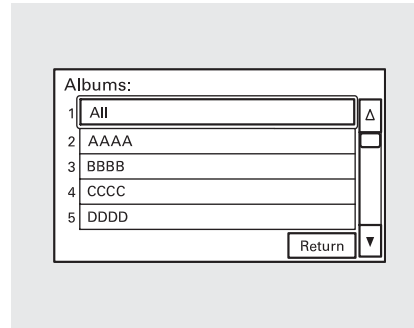 Albums:
1 All
2 AAAA
3 BBBB
4 CCCC
5 DDDD
Return